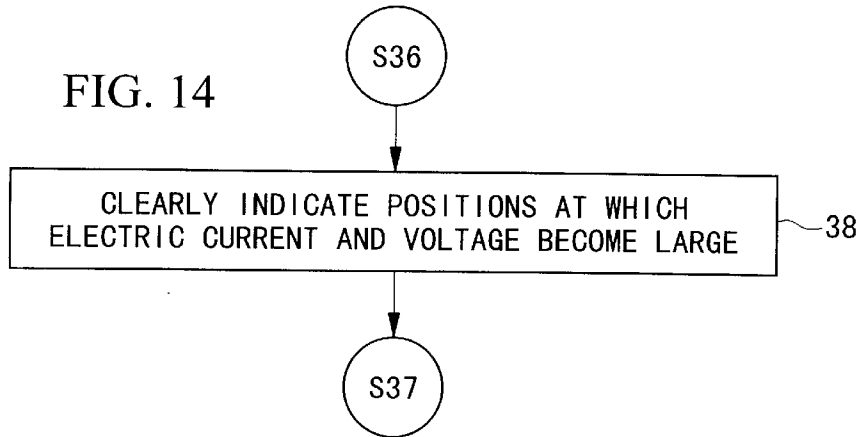 S36
FIG. 14
CLEARLY INDICATE POSITIONS AT WHICH
ELECTRIC CURRENT AND VOLTAGE BECOME LARGE
38
S37